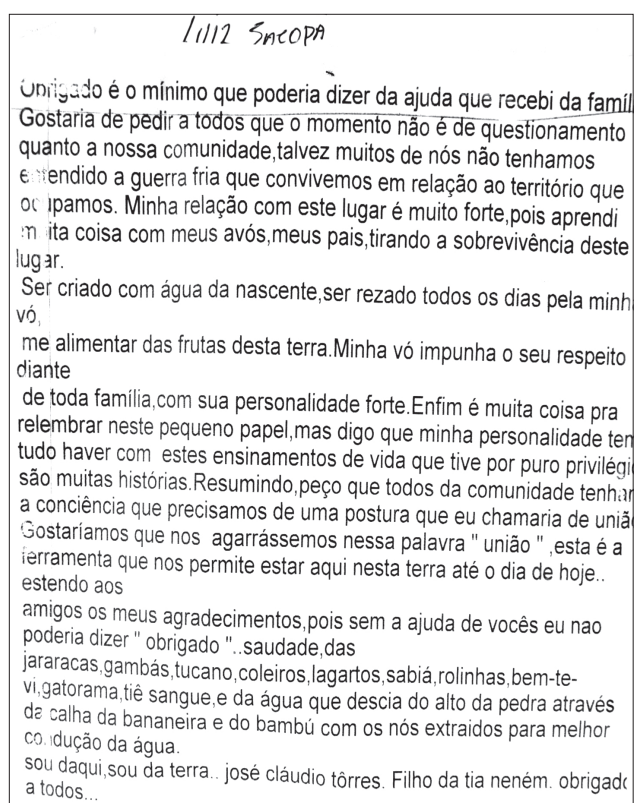 1/1/12 SACOPA
Obrigado é o mínimo que poderia dizer da ajuda que recebi da famíl
Gostaria de pedir a todos que o momento não é de questionamento
quanto a nossa comunidade,talvez muitos de nós não tenhamos
entendido a guerra fria que convivemos em relação ao território que
ocupamos. Minha relação com este lugar é muito forte,pois aprendi
muita coisa com meus avós,meus pais,tirando a sobrevivência deste
lugar.
Ser criado com água da nascente,ser rezado todos os dias pela minha
vó,
me alimentar das frutas desta terra.Minha vó impunha o seu respeito
diante
de toda família,com sua personalidade forte.Enfim é muita coisa pra
relembrar neste pequeno papel,mas digo que minha personalidade tem
tudo haver com estes ensinamentos de vida que tive por puro privilégio
são muitas histórias.Resumindo,peço que todos da comunidade tenham
a conciência que precisamos de uma postura que eu chamaria de união
Gostaríamos que nos agarrássemos nessa palavra " união " ,esta é a
ferramenta que nos permite estar aqui nesta terra até o dia de hoje..
estendo aos
amigos os meus agradecimentos,pois sem a ajuda de vocês eu nao
poderia dizer " obrigado "..saudade,das
jararacas,gambás,tucano,coleiros,lagartos,sabiá,rolinhas,bem-te-
vi,gatorama,tiê sangue,e da água que descia do alto da pedra através
da calha da bananeira e do bambú com os nós extraidos para melhor
condução da água.
sou daqui,sou da terra.. josé cláudio tôrres. Filho da tia neném. obrigado
a todos...